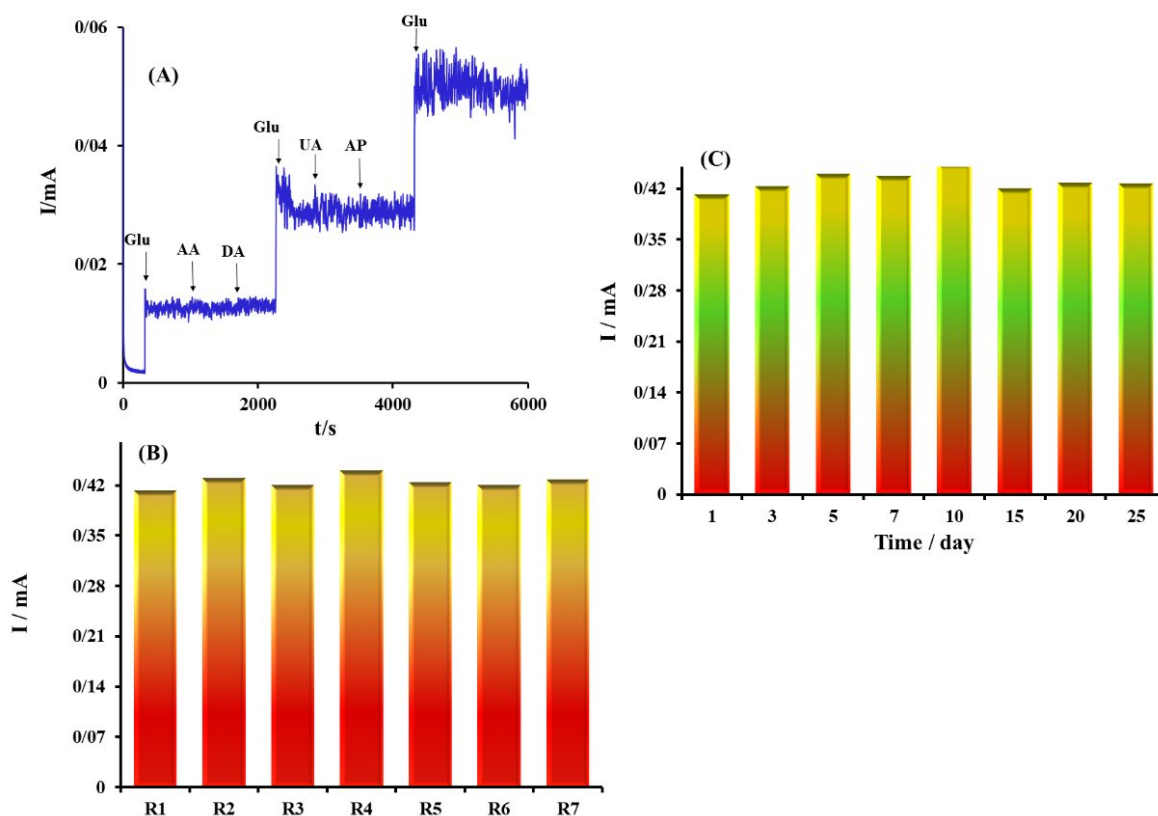 (A)
I/mA
0/06
0/04
0/02
0
Glu
AA
DA
Glu
UA
AP
Glu
0
2000
4000
6000
t/s
(B)
I / mA
0/42
0/35
0/28
0/21
0/14
0/07
0
R1 R2 R3 R4 R5 R6 R7
(C)
I / mA
0/42
0/35
0/28
0/21
0/14
0/07
0
1 3 5 7 10 15 20 25
Time / day